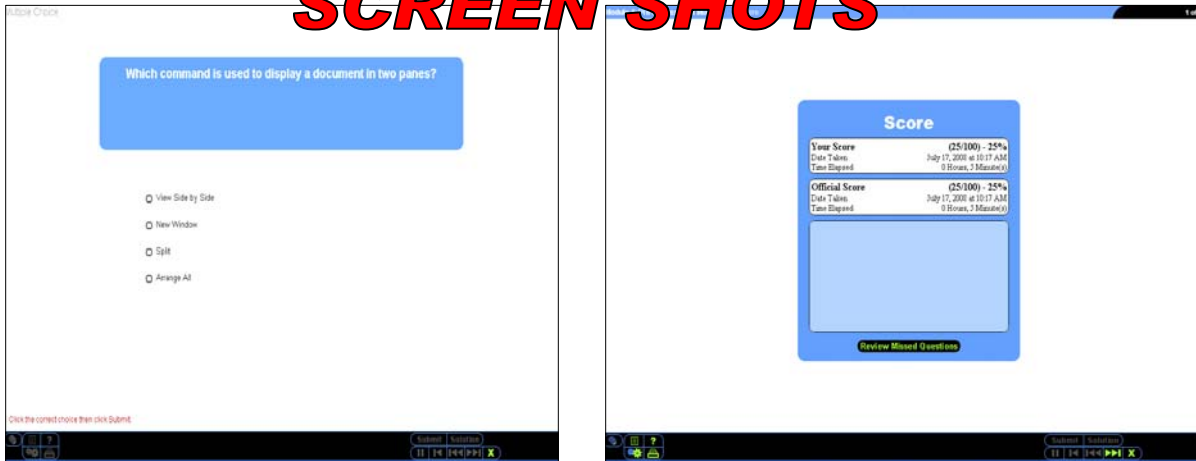 SCREEN SHOTS
Multiple Choice
Which command is used to display a document in two panes?
View Side by Side
New Window
Split
Arrange All
Click the correct choice then click Submit.
?
Submit Solution
X
1 of
Score
Your Score (25/100) - 25%
Date Taken July 17, 2008 at 10:17 AM
Time Elapsed 0 Hours, 3 Minute(s)
Official Score (25/100) - 25%
Date Taken July 17, 2008 at 10:17 AM
Time Elapsed 0 Hours, 3 Minute(s)
Review Missed Questions
?
Submit Solution
X